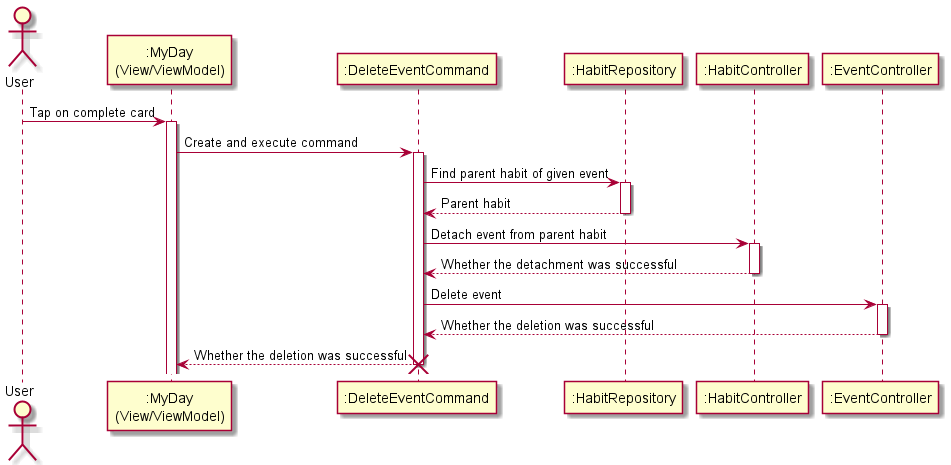 :MyDay
(View/ViewModel)
:DeleteEventCommand
:HabitRepository
:HabitController
:EventController
User
Tap on complete card
Create and execute command
Find parent habit of given event
Parent habit
Detach event from parent habit
Whether the detachment was successful
Delete event
Whether the deletion was successful
Whether the deletion was successful
User
:MyDay
(View/ViewModel)
:DeleteEventCommand
:HabitRepository
:HabitController
:EventController